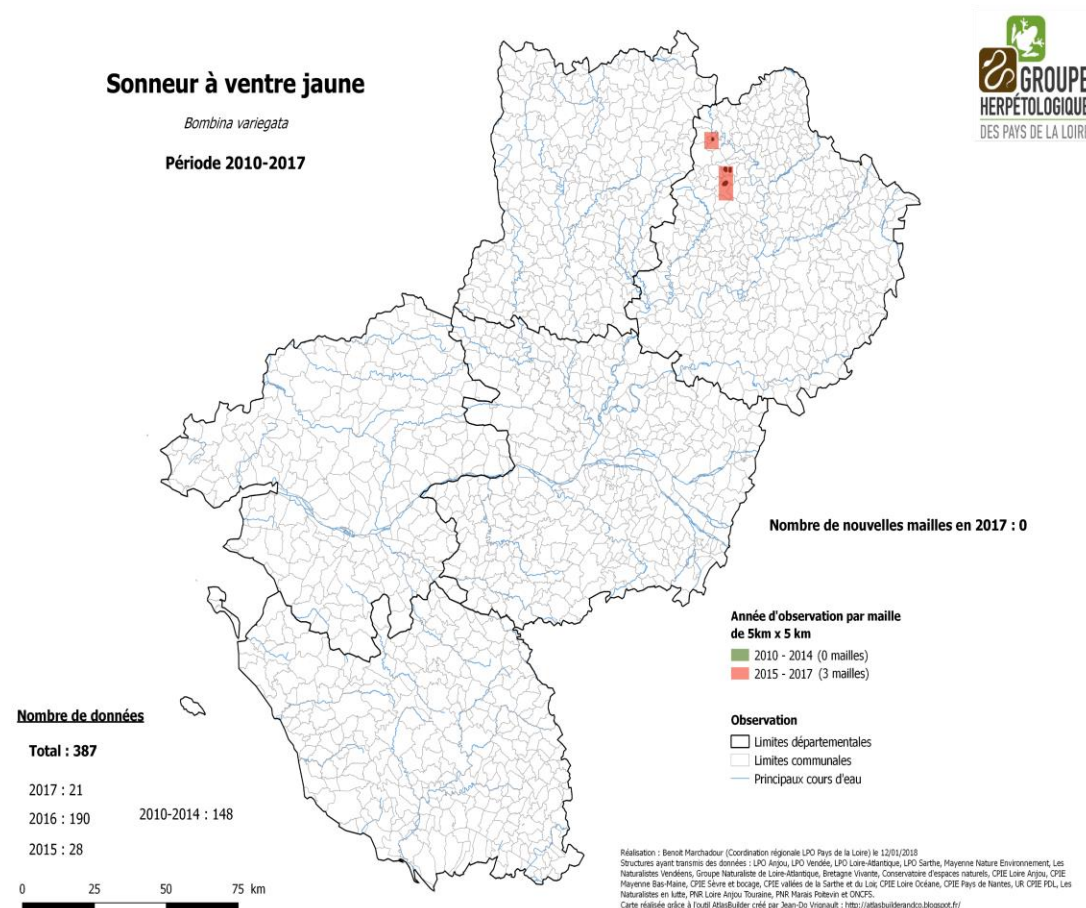 Sonneur à ventre jaune
Bombina variegata
Période 2010-2017
GROUPE
HERPÉTOLOGIQUE
DES PAYS DE LA LOIRE
Nombre de nouvelles mailles en 2017 : 0
Année d'observation par maille
de 5km x 5 km
2010 - 2014 (0 mailles)
2015 - 2017 (3 mailles)
Observation
Limites départementales
Limites communales
Principaux cours d'eau
Nombre de données
Total : 387
2017 : 21
2016 : 190
2010-2014 : 148
2015 : 28
0 25 50 75 km
Réalisation : Benoit Marchadour (Coordination régionale LPO Pays de la Loire) le 12/01/2018
Structures ayant transmis des données : LPO Anjou, LPO Vendée, LPO Loire-Atlantique, LPO Sarthe, Mayenne Nature Environnement, Les
Naturalistes Vendéens, Groupe Naturaliste de Loire-Atlantique, Bretagne Vivante, Conservatoire d'espaces naturels, CPIE Loire Anjou, CPIE
Mayenne Bas-Maine, CPIE Sèvre et bocage, CPIE vallées de la Sarthe et du Loir, CPIE Loire Océane, CPIE Pays de Nantes, UR CPIE PDL, Les
Naturalistes en lutte, PNR Loire Anjou Touraine, PNR Marais Poitevin et ONCFS.
Carte réalisée grâce à l'outil AtlasBuilder créé par Jean-Do Vrignault : http://atlasbuilderandco.blogspot.fr/